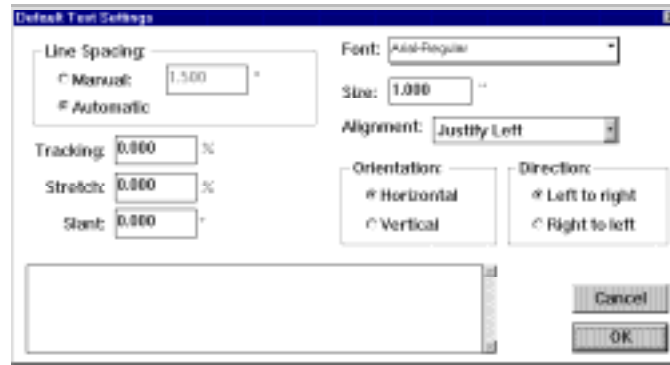 Default Text Settings
Line Spacing:
Manual: 1.500 "
Automatic
Tracking: 0.000 %
Stretch: 0.000 %
Slant: 0.000 °
Font: Arial-Regular
Size: 1.000 "
Alignment: Justify Left
Orientation:
Horizontal
Vertical
Direction:
Left to right
Right to left
Cancel
OK